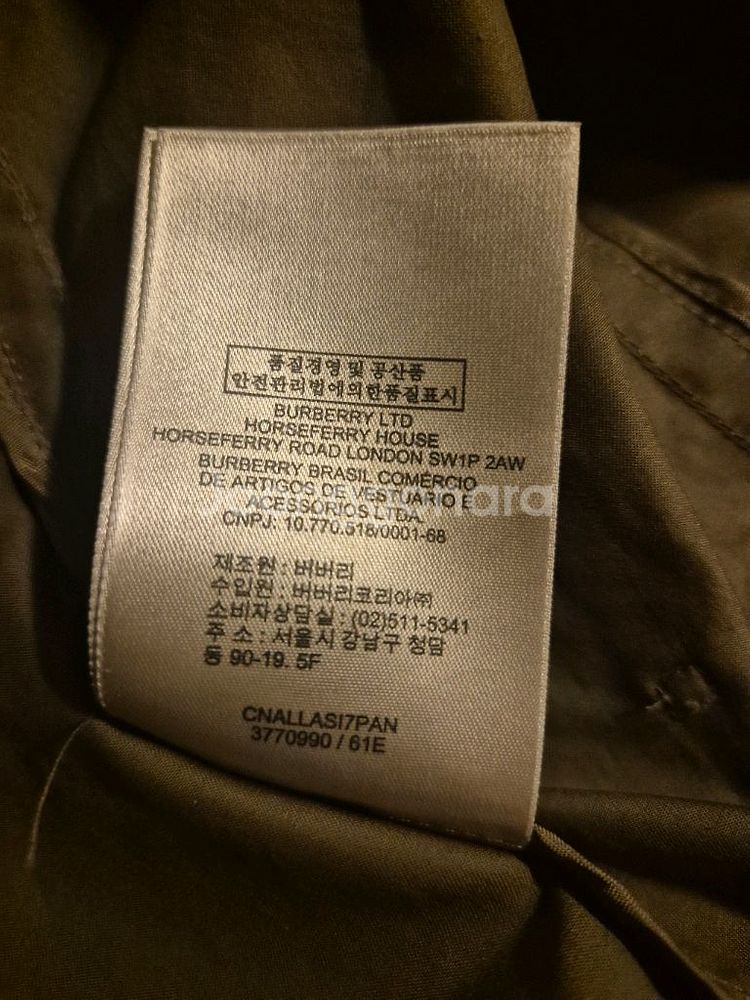 품질경영 및 공산품
안전관리법에의한품질표시
BURBERRY LTD
HORSEFERRY HOUSE
HORSEFERRY ROAD LONDON SW1P 2AW
BURBERRY BRASIL COMÉRCIO
DE ARTIGOS DE VESTUÁRIO E
ACESSORIOS LTDA.
CNPJ: 10.770.518/0001-68
제조원 : 버버리
수입원 : 버버리코리아㈜
소비자상담실 : (02)511-5341
주 소 : 서울시 강남구 청담
동 90-19. 5F
CNALLASI7PAN
3770990 / 61E